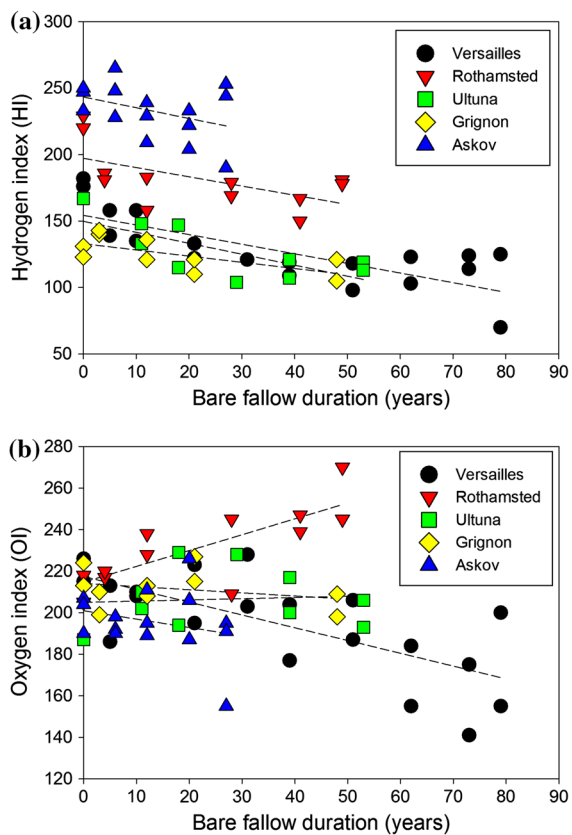 (a)
Hydrogen index (HI)
300
250
200
150
100
50
Versailles
Rothamsted
Ultuna
Grignon
Askov
0 10 20 30 40 50 60 70 80 90
Bare fallow duration (years)
(b)
Oxygen index (OI)
280
260
240
220
200
180
160
140
120
Versailles
Rothamsted
Ultuna
Grignon
Askov
0 10 20 30 40 50 60 70 80 90
Bare fallow duration (years)